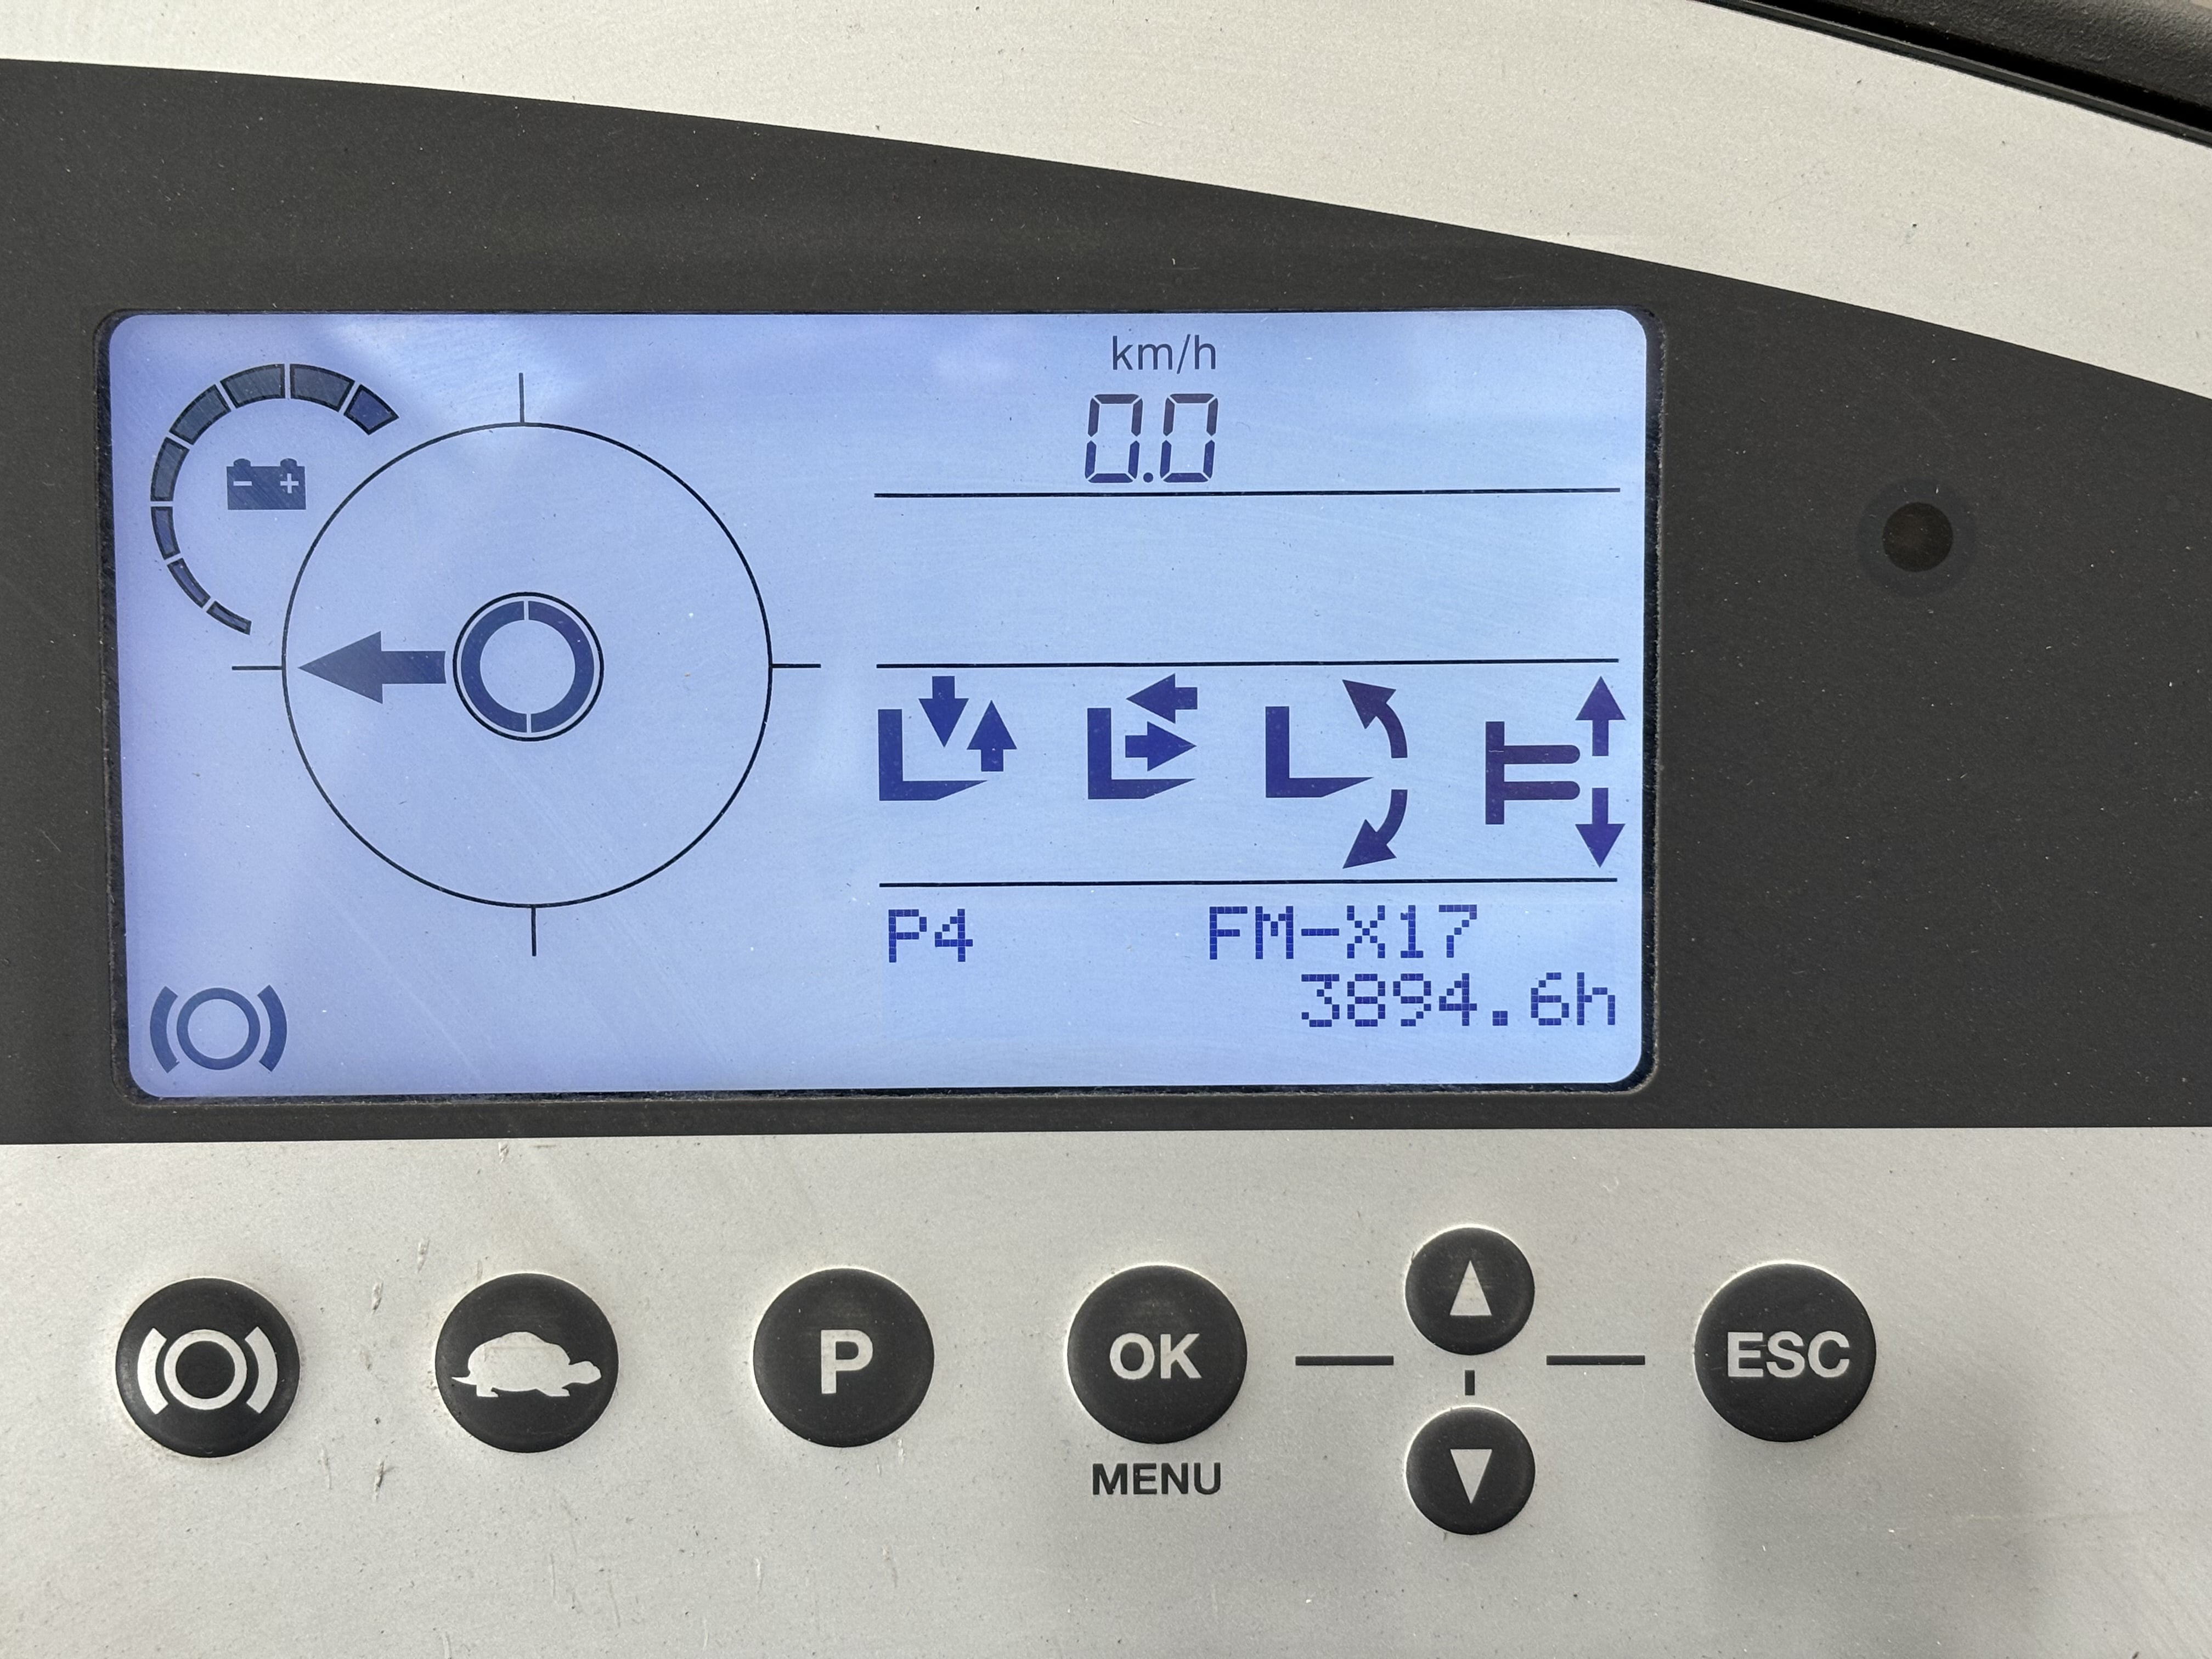 km/h
0.0
P4 FM-X17
3894.6h
P
OK
ESC
MENU